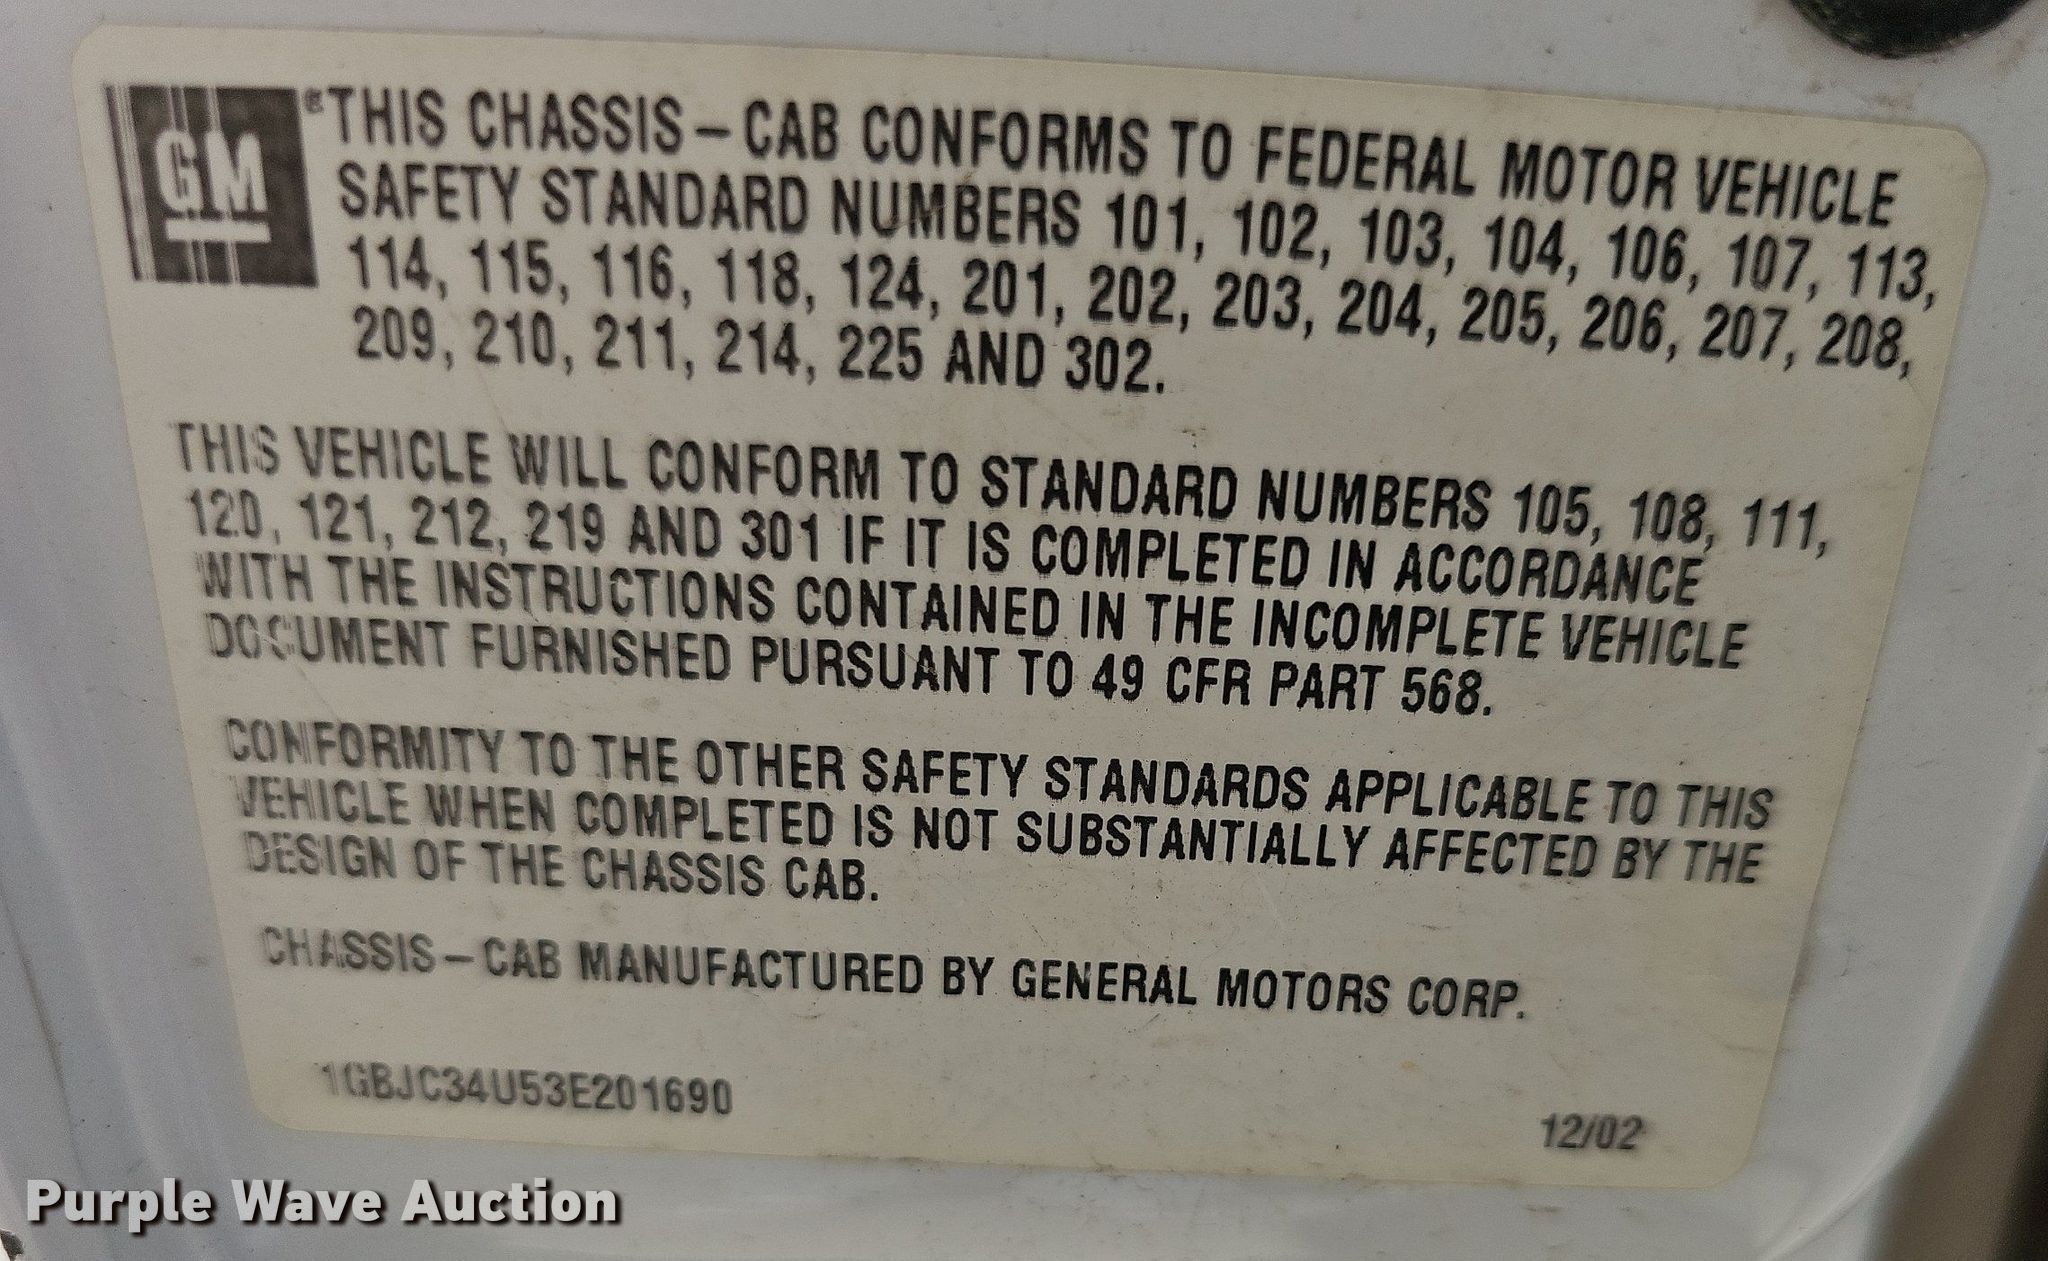 GM® THIS CHASSIS–CAB CONFORMS TO FEDERAL MOTOR VEHICLE
SAFETY STANDARD NUMBERS 101, 102, 103, 104, 106, 107, 113,
114, 115, 116, 118, 124, 201, 202, 203, 204, 205, 206, 207, 208,
209, 210, 211, 214, 225 AND 302.
THIS VEHICLE WILL CONFORM TO STANDARD NUMBERS 105, 108, 111,
120, 121, 212, 219 AND 301 IF IT IS COMPLETED IN ACCORDANCE
WITH THE INSTRUCTIONS CONTAINED IN THE INCOMPLETE VEHICLE
DOCUMENT FURNISHED PURSUANT TO 49 CFR PART 568.
CONFORMITY TO THE OTHER SAFETY STANDARDS APPLICABLE TO THIS
VEHICLE WHEN COMPLETED IS NOT SUBSTANTIALLY AFFECTED BY THE
DESIGN OF THE CHASSIS CAB.
CHASSIS–CAB MANUFACTURED BY GENERAL MOTORS CORP.
1GBJC34U53E201690
12/02
Purple Wave Auction